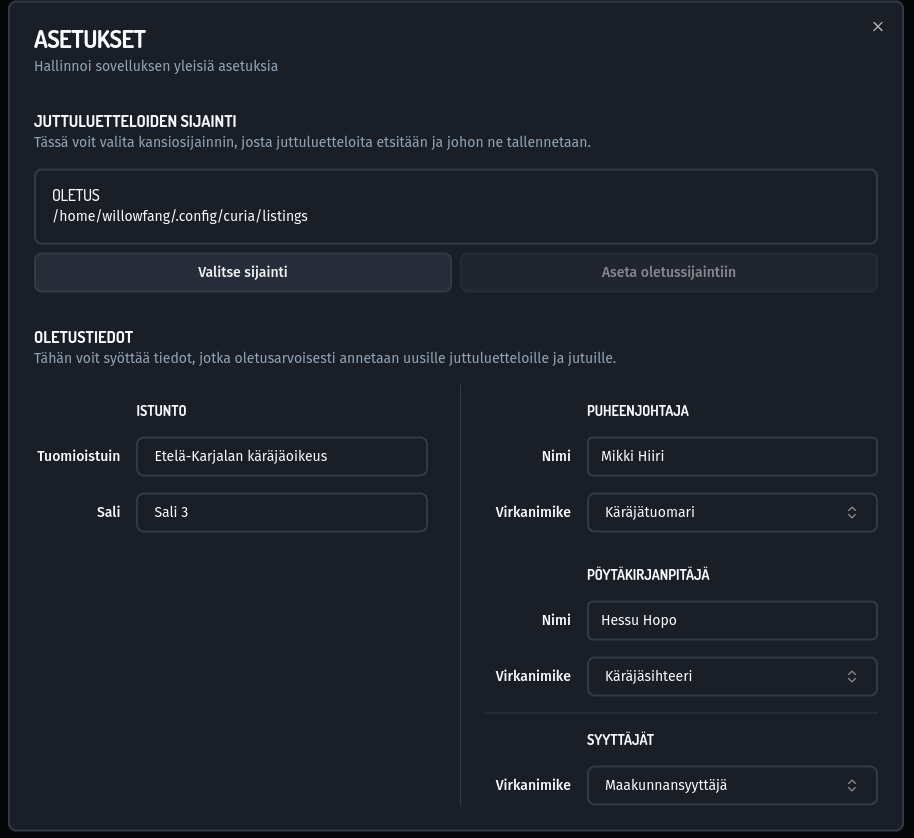 ASETUKSET
Hallinnoi sovelluksen yleisiä asetuksia
JUTTULUETTELOIDEN SIJAINTI
Tässä voit valita kansiosijainnin, josta juttuluetteloita etsitään ja johon ne tallennetaan.
OLETUS
/home/willowfang/.config/curia/listings
Valitse sijainti
Aseta oletussijaintiin
OLETUSTIEDOT
Tähän voit syöttää tiedot, jotka oletusarvoisesti annetaan uusille juttuluetteloille ja jutuille.
ISTUNTO
Tuomioistuin Etelä-Karjalan käräjäoikeus
Sali Sali 3
PUHEENJOHTAJA
Nimi Mikki Hiiri
Virkanimike Käräjätuomari
PÖYTÄKIRJANPITÄJÄ
Nimi Hessu Hopo
Virkanimike Käräjäsihteeri
SYYTTÄJÄT
Virkanimike Maakunnansyyttäjä